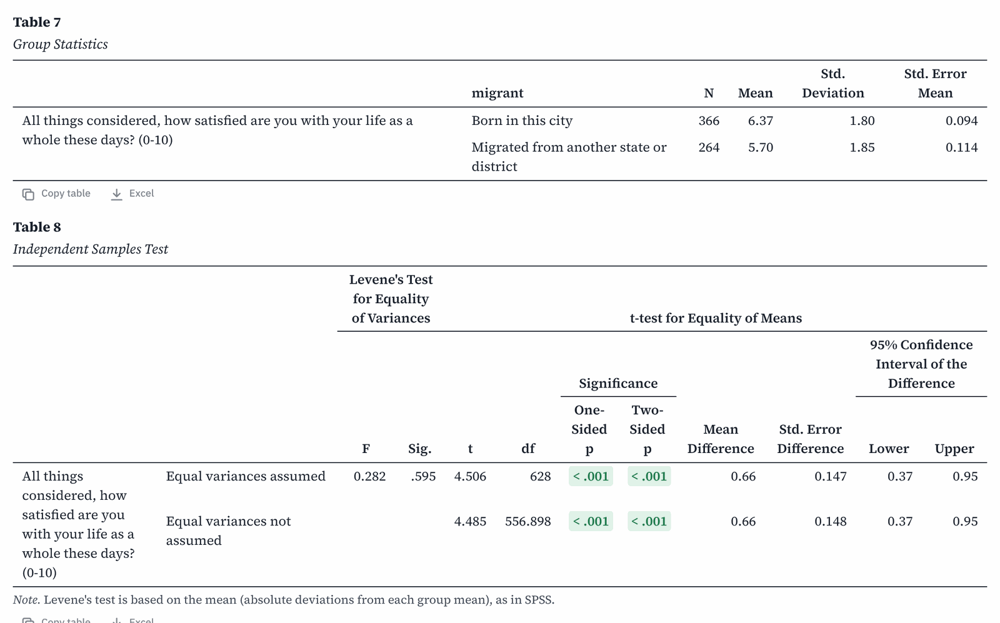 Table 7
Group Statistics
Std. Std. Error
migrant N Mean Deviation Mean
All things considered, how satisfied are you with your life as a Born in this city 366 6.37 1.80 0.094
whole these days? (0-10) Migrated from another state or 264 5.70 1.85 0.114
district
Copy table Excel
Table 8
Independent Samples Test
Levene's Test
for Equality
of Variances t-test for Equality of Means
95% Confidence
Interval of the
Significance Difference
One- Two-
Sided Sided Mean Std. Error
F Sig. t df p p Difference Difference Lower Upper
All things Equal variances assumed 0.282 .595 4.506 628 < .001 < .001 0.66 0.147 0.37 0.95
considered, how
satisfied are you Equal variances not 4.485 556.898 < .001 < .001 0.66 0.148 0.37 0.95
with your life as a assumed
whole these days?
(0-10)
Note. Levene's test is based on the mean (absolute deviations from each group mean), as in SPSS.
Copy table Excel